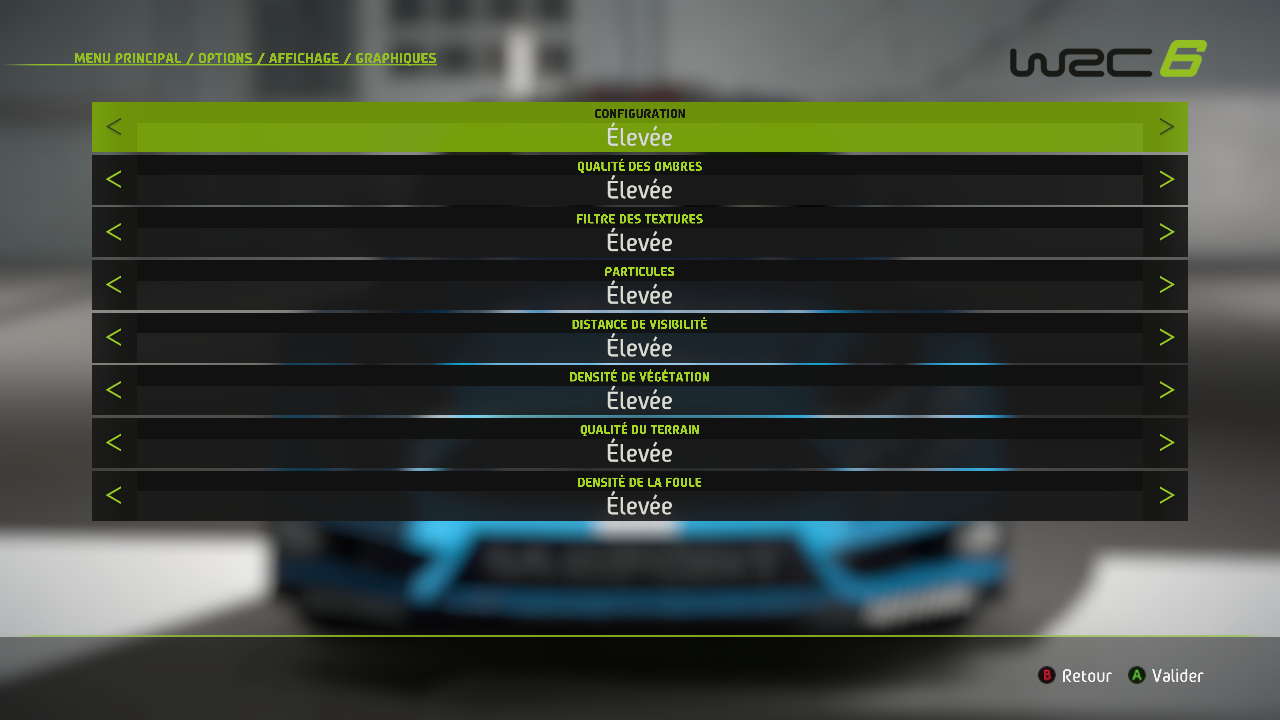 MENU PRINCIPAL / OPTIONS / AFFICHAGE / GRAPHIQUES
WRC 6
CONFIGURATION
< Élevée >
QUALITÉ DES OMBRES
< Élevée >
FILTRE DES TEXTURES
< Élevée >
PARTICULES
< Élevée >
DISTANCE DE VISIBILITÉ
< Élevée >
DENSITÉ DE VÉGÉTATION
< Élevée >
QUALITÉ DU TERRAIN
< Élevée >
DENSITÉ DE LA FOULE
< Élevée >
B Retour A Valider